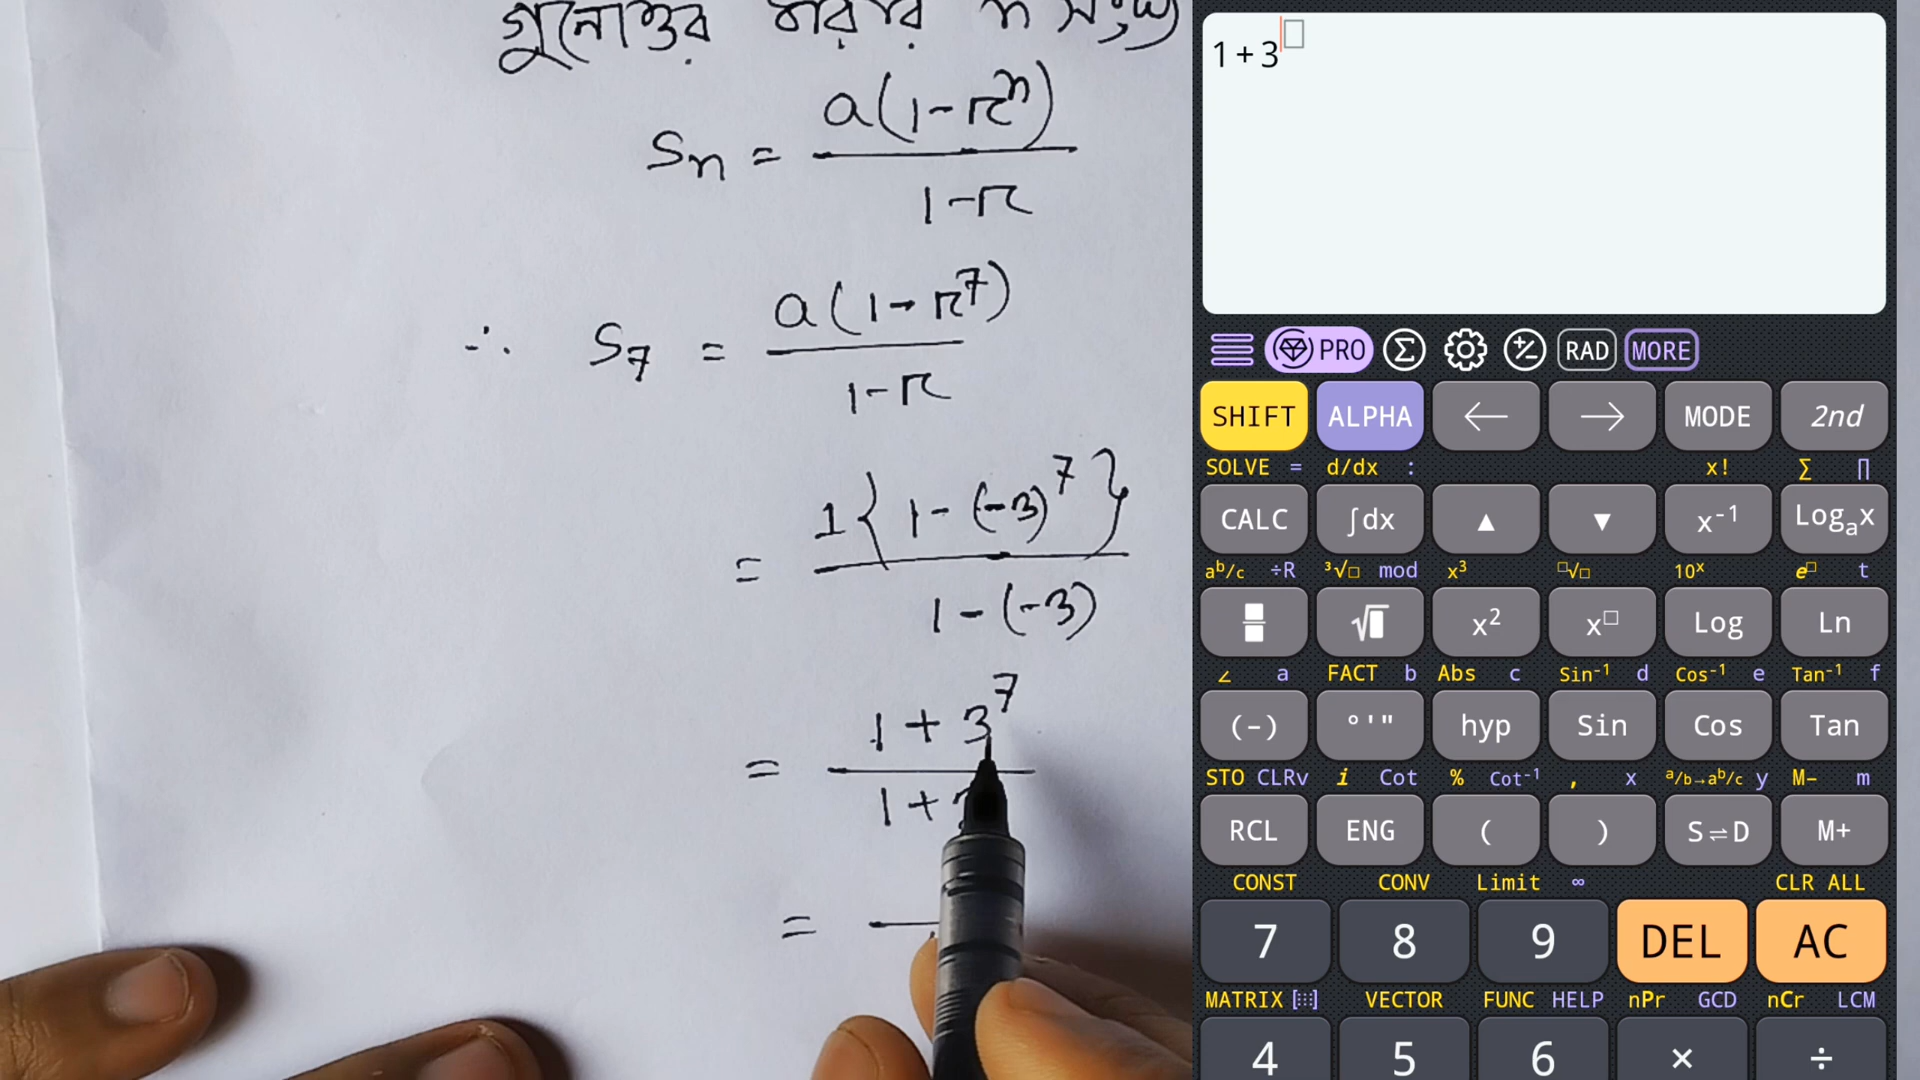 গুনোত্তর ধারার n সংখ্যক
Sn = a(1-r^n) / 1-r
∴ S7 = a(1-r^7) / 1-r
= 1{1-(-3)^7} / 1-(-3)
= 1+3^7 / 1+
=
1+3□
PRO Σ RAD MORE
SHIFT ALPHA ← → MODE 2nd
SOLVE = d/dx : x! ∑ ∏
CALC ∫dx ▲ ▼ x⁻¹ Logₐx
aᵇ/c ÷R ³√□ mod x³ □√□ 10ˣ e□ t
√ x² x□ Log Ln
∠ a FACT b Abs c Sin⁻¹ d Cos⁻¹ e Tan⁻¹ f
(−) °'" hyp Sin Cos Tan
STO CLRv i Cot % Cot⁻¹ , x a/b→aᵇ/c y M− m
RCL ENG ( ) S⇌D M+
CONST CONV Limit ∞ CLR ALL
7 8 9 DEL AC
MATRIX VECTOR FUNC HELP nPr GCD nCr LCM
4 5 6 × ÷